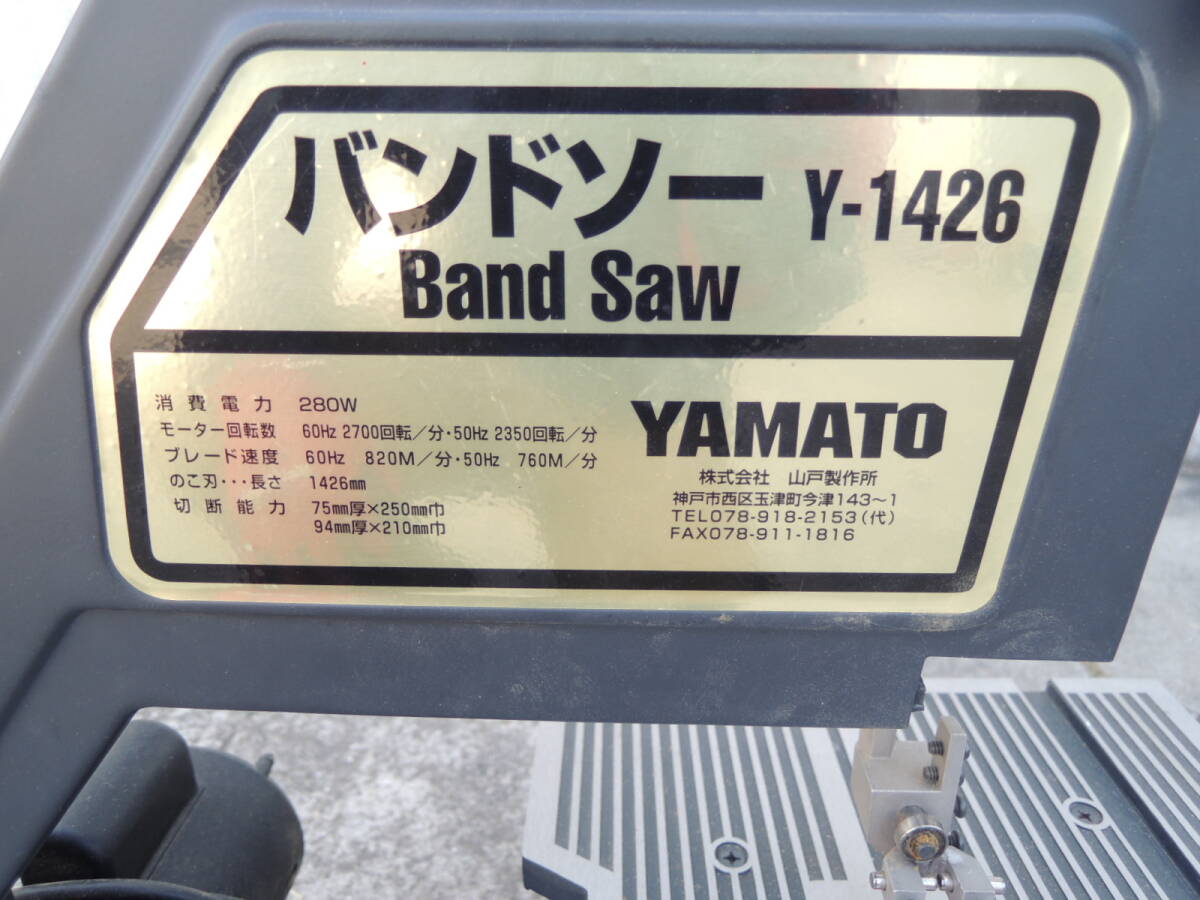 バンドソー Y-1426
Band Saw
消費電力 280W
モーター回転数 60Hz 2700回転/分・50Hz 2350回転/分
ブレード速度 60Hz 820M/分・50Hz 760M/分
のこ刃・・・長さ 1426mm
切断能力 75mm厚×250mm巾
94mm厚×210mm巾
YAMATO
株式会社 山戸製作所
神戸市西区玉津町今津143〜1
TEL078-918-2153(代)
FAX078-911-1816